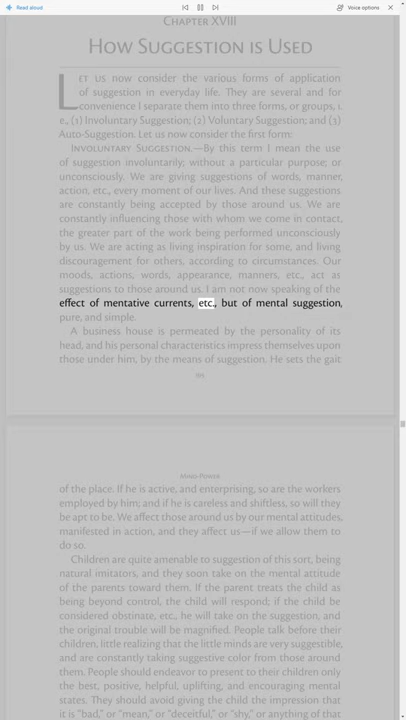 Read aloud
Voice options
CHAPTER XVIII
HOW SUGGESTION IS USED
LET US now consider the various forms of application
of suggestion in everyday life. They are several and for
convenience I separate them into three forms, or groups, i.
e., (1) Involuntary Suggestion; (2) Voluntary Suggestion; and (3)
Auto-Suggestion. Let us now consider the first form:
INVOLUNTARY SUGGESTION.—By this term I mean the use
of suggestion involuntarily; without a particular purpose; or
unconsciously. We are giving suggestions of words, manner,
action, etc., every moment of our lives. And these suggestions
are constantly being accepted by those around us. We are
constantly influencing those with whom we come in contact,
the greater part of the work being performed unconsciously
by us. We are acting as living inspiration for some, and living
discouragement for others, according to circumstances. Our
moods, actions, words, appearance, manners, etc., act as
suggestions to those around us. I am not now speaking of the
effect of mentative currents, etc., but of mental suggestion,
pure, and simple.
A business house is permeated by the personality of its
head, and his personal characteristics impress themselves upon
those under him, by the means of suggestion. He sets the gait
MIND-POWER
of the place. If he is active, and enterprising, so are the workers
employed by him; and if he is careless and shiftless, so will they
be apt to be. We affect those around us by our mental attitudes,
manifested in action, and they affect us—if we allow them to
do so.
Children are quite amenable to suggestion of this sort, being
natural imitators, and they soon take on the mental attitude
of the parents toward them. If the parent treats the child as
being beyond control, the child will respond; if the child be
considered obstinate, etc., he will take on the suggestion, and
the original trouble will be magnified. People talk before their
children, little realizing that the little minds are very suggestible,
and are constantly taking suggestive color from those around
them. People should endeavor to present to their children only
the best, positive, helpful, uplifting, and encouraging mental
states. They should avoid giving the child the impression that
it is "bad," or "mean," or "deceitful," or "shy," or anything of that